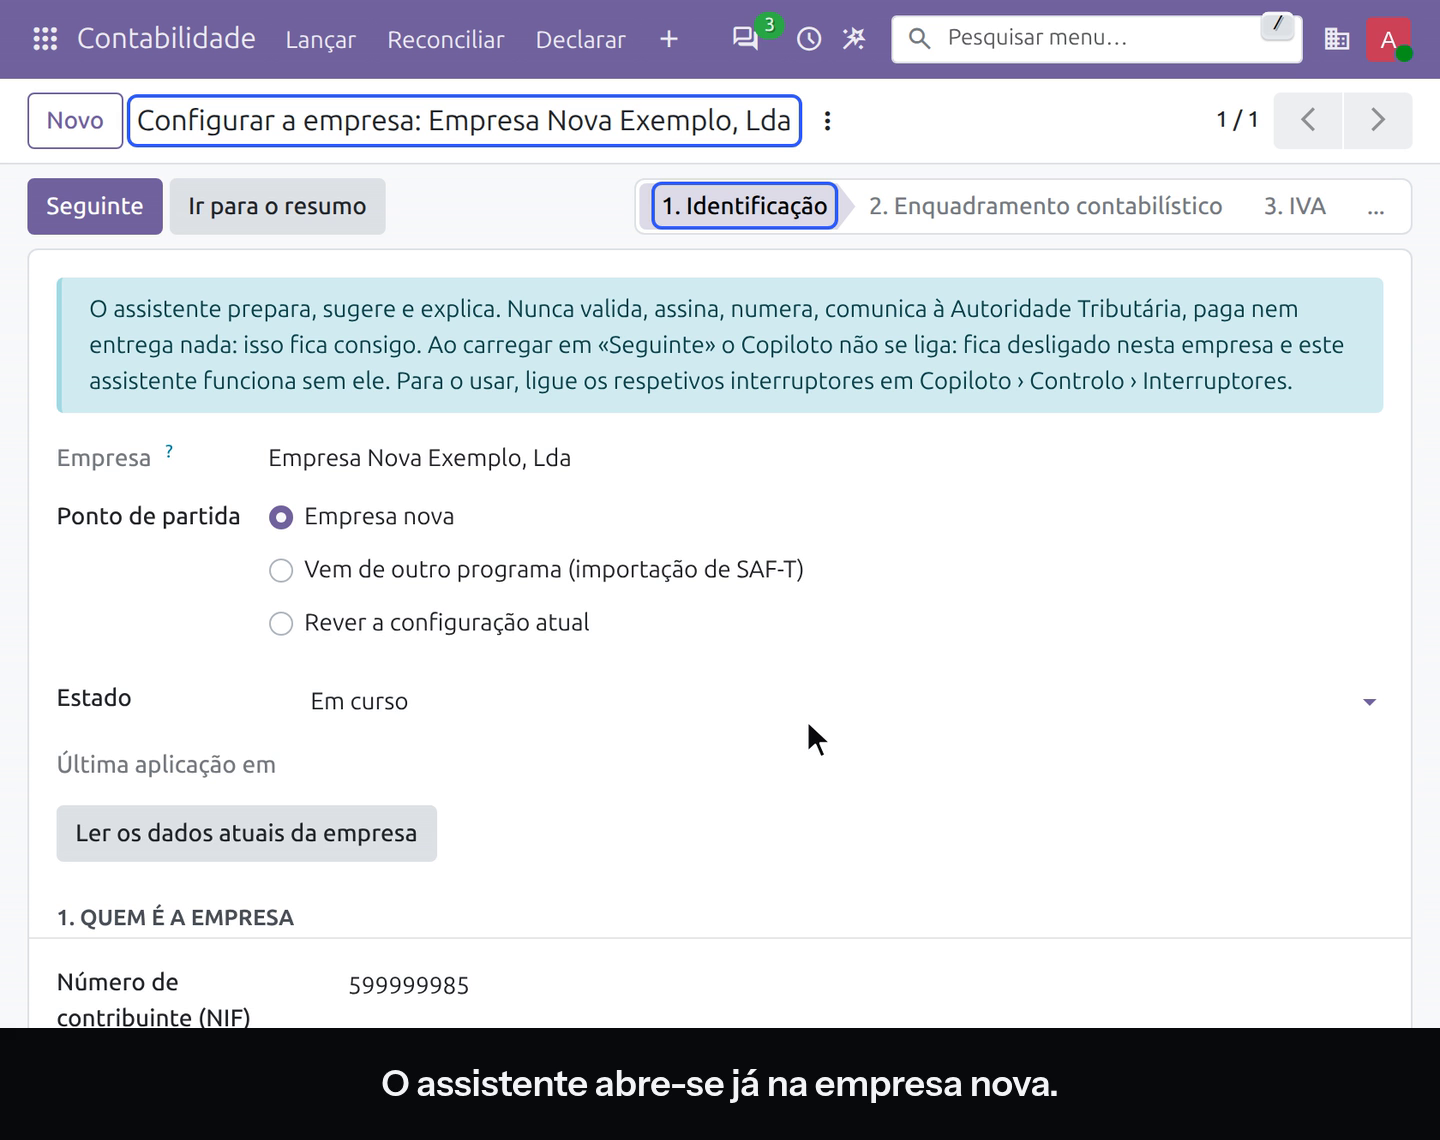 Contabilidade Lançar Reconciliar Declarar + 3 Pesquisar menu... / A
Novo Configurar a empresa: Empresa Nova Exemplo, Lda 1 / 1
Seguinte Ir para o resumo 1. Identificação 2. Enquadramento contabilístico 3. IVA ...
O assistente prepara, sugere e explica. Nunca valida, assina, numera, comunica à Autoridade Tributária, paga nem
entrega nada: isso fica consigo. Ao carregar em «Seguinte» o Copiloto não se liga: fica desligado nesta empresa e este
assistente funciona sem ele. Para o usar, ligue os respetivos interruptores em Copiloto › Controlo › Interruptores.
Empresa ? Empresa Nova Exemplo, Lda
Ponto de partida Empresa nova
Vem de outro programa (importação de SAF-T)
Rever a configuração atual
Estado Em curso
Última aplicação em
Ler os dados atuais da empresa
1. QUEM É A EMPRESA
Número de 599999985
contribuinte (NIF)
O assistente abre-se já na empresa nova.